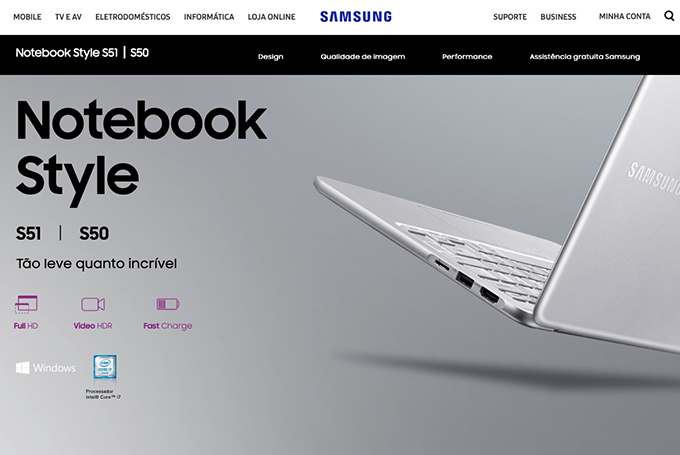 MOBILE TV E AV ELETRODOMÉSTICOS INFORMÁTICA LOJA ONLINE SAMSUNG SUPORTE BUSINESS MINHA CONTA
Notebook Style S51 | S50 Design Qualidade de imagem Performance Assistência gratuita Samsung
Notebook
Style
SAMSUNG
S51 | S50
Tão leve quanto incrível
Full HD Video HDR Fast Charge
Windows
intel
CORE i7
Processador
Intel® Core™ i7